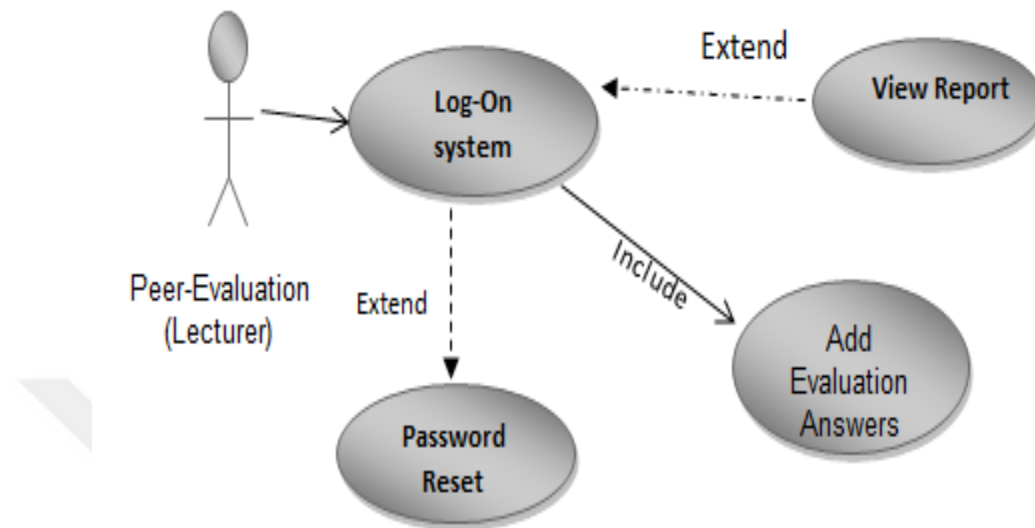 Extend
View Report
Log-On
system
Include
Peer-Evaluation
(Lecturer)
Extend
Add
Evaluation
Answers
Password
Reset